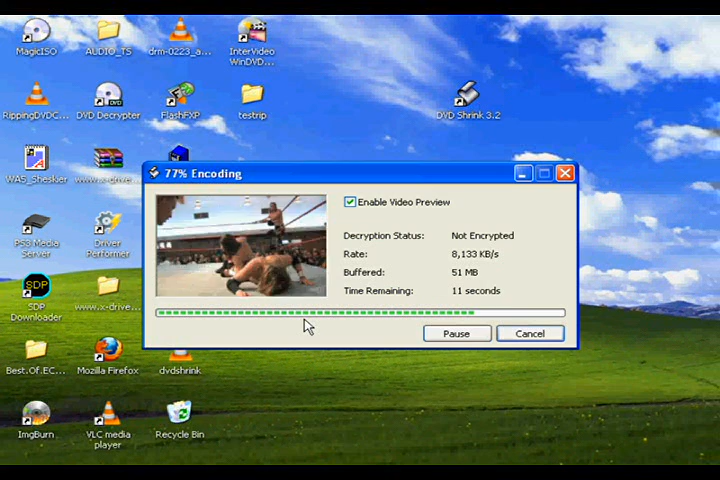 MagicISO
AUDIO_TS
drm-0223_a...
InterVideo
WinDVD...
RippingDVDC...
DVD
DVD Decrypter
FlashFXP
testrip
DVD Shrink 3.2
WAS_Sheskier
www.x-drive...
77% Encoding
Enable Video Preview
Decryption Status: Not Encrypted
Rate: 8,133 KB/s
Buffered: 51 MB
Time Remaining: 11 seconds
Pause
Cancel
PS3 Media
Server
Driver
Performer
SDP
SDP
Downloader
www.x-drive...
Best.Of.EC...
Mozilla Firefox
dvdshrink
ImgBurn
VLC media
player
Recycle Bin